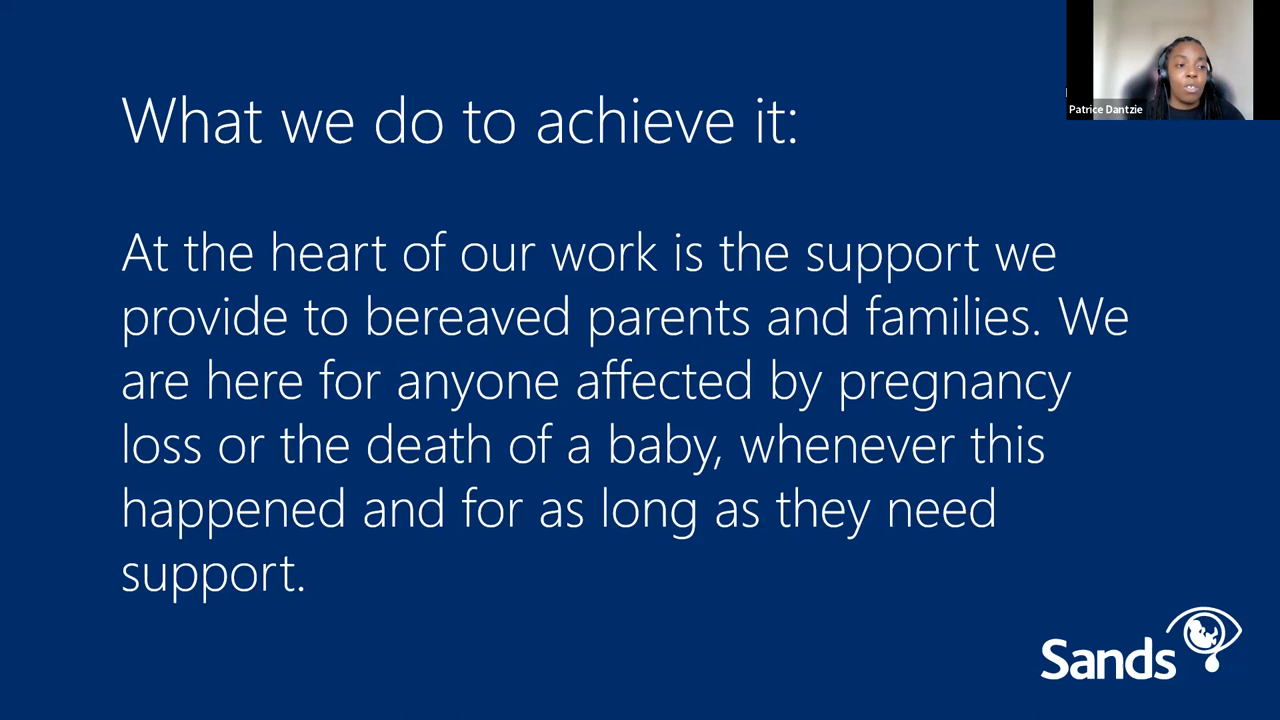 What we do to achieve it:
At the heart of our work is the support we
provide to bereaved parents and families. We
are here for anyone affected by pregnancy
loss or the death of a baby, whenever this
happened and for as long as they need
support.
Patrice Dantzie
Sands